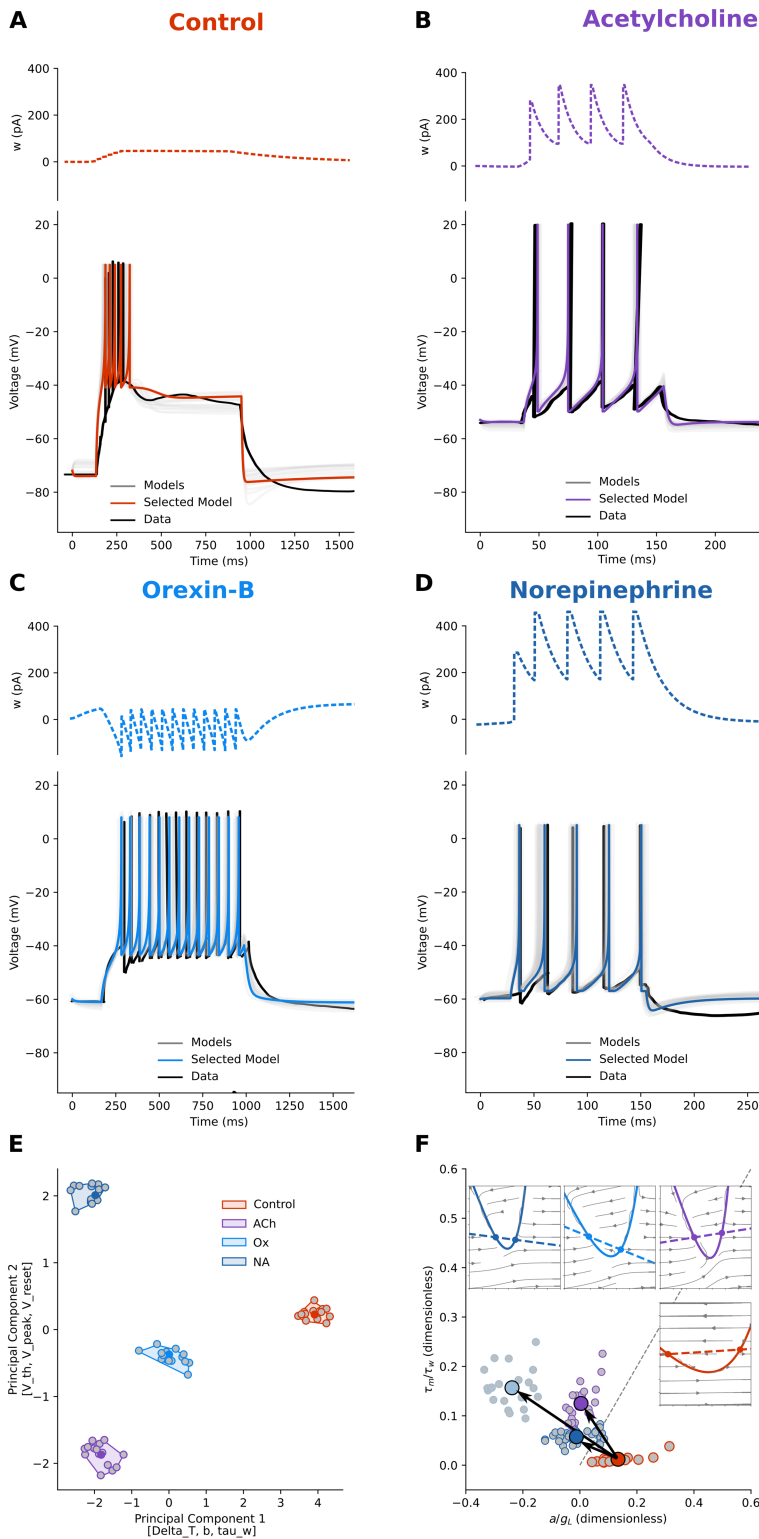 A
Control
400
200
0
w (pA)
20
0
−20
−40
−60
−80
Voltage (mV)
Models
Selected Model
Data
0 250 500 750 1000 1250 1500
Time (ms)
B
Acetylcholine
400
200
0
w (pA)
20
0
−20
−40
−60
−80
Voltage (mV)
Models
Selected Model
Data
0 50 100 150 200
Time (ms)
C
Orexin-B
400
200
0
w (pA)
20
0
−20
−40
−60
−80
Voltage (mV)
Models
Selected Model
Data
0 250 500 750 1000 1250 1500
Time (ms)
D
Norepinephrine
400
200
0
w (pA)
20
0
−20
−40
−60
−80
Voltage (mV)
Models
Selected Model
Data
0 50 100 150 200 250
Time (ms)
E
2
1
0
−1
−2
Principal Component 2
[V_th, V_peak, V_reset]
Control
ACh
Ox
NA
−2 −1 0 1 2 3 4
Principal Component 1
[Delta_T, b, tau_w]
F
0.6
0.5
0.4
0.3
0.2
0.1
0.0
τm/τw (dimensionless)
−0.4 −0.2 0.0 0.2 0.4 0.6
a/gL (dimensionless)